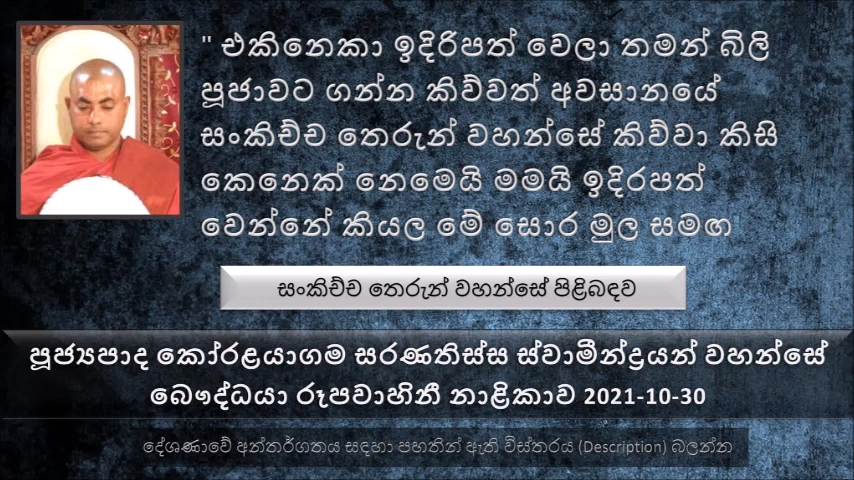 " එකිනෙකා ඉදිරිපත් වෙලා තමන් බිලි
පූජාවට ගන්න කිව්වත් අවසානයේ
සංකිච්ච තෙරුන් වහන්සේ කිව්වා කිසි
කෙනෙක් නෙමෙයි මමයි ඉදිරපත්
වෙන්නේ කියල මේ සොර මුල සමඟ
සංකිච්ච තෙරුන් වහන්සේ පිළිබඳව
පූජ්‍යපාද කෝරළයාගම සරණතිස්ස ස්වාමීන්ද්‍රයන් වහන්සේ
බෞද්ධයා රූපවාහිනී නාළිකාව 2021-10-30
දේශණාවේ අන්තර්ගතය සඳහා පහතින් ඇති විස්තරය (Description) බලන්න